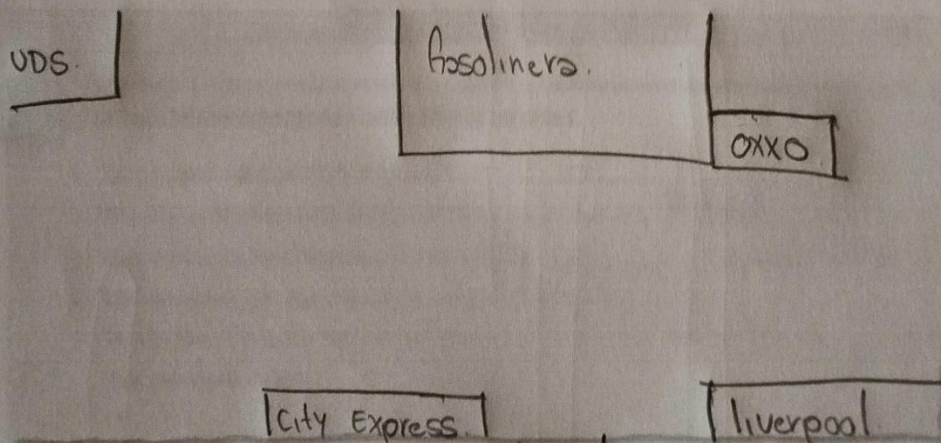 UDS.
Gasolinera.
OXXO
City Express.
liverpool